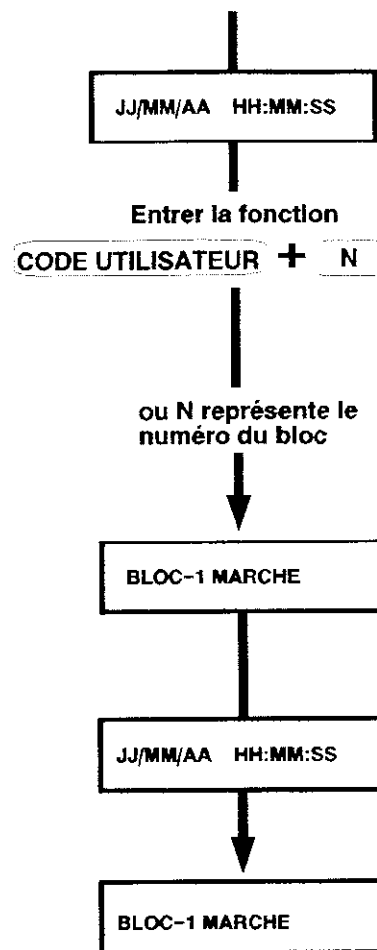 JJ/MM/AA HH:MM:SS
Entrer la fonction
CODE UTILISATEUR + N
ou N représente le
numéro du bloc
BLOC-1 MARCHE
JJ/MM/AA HH:MM:SS
BLOC-1 MARCHE